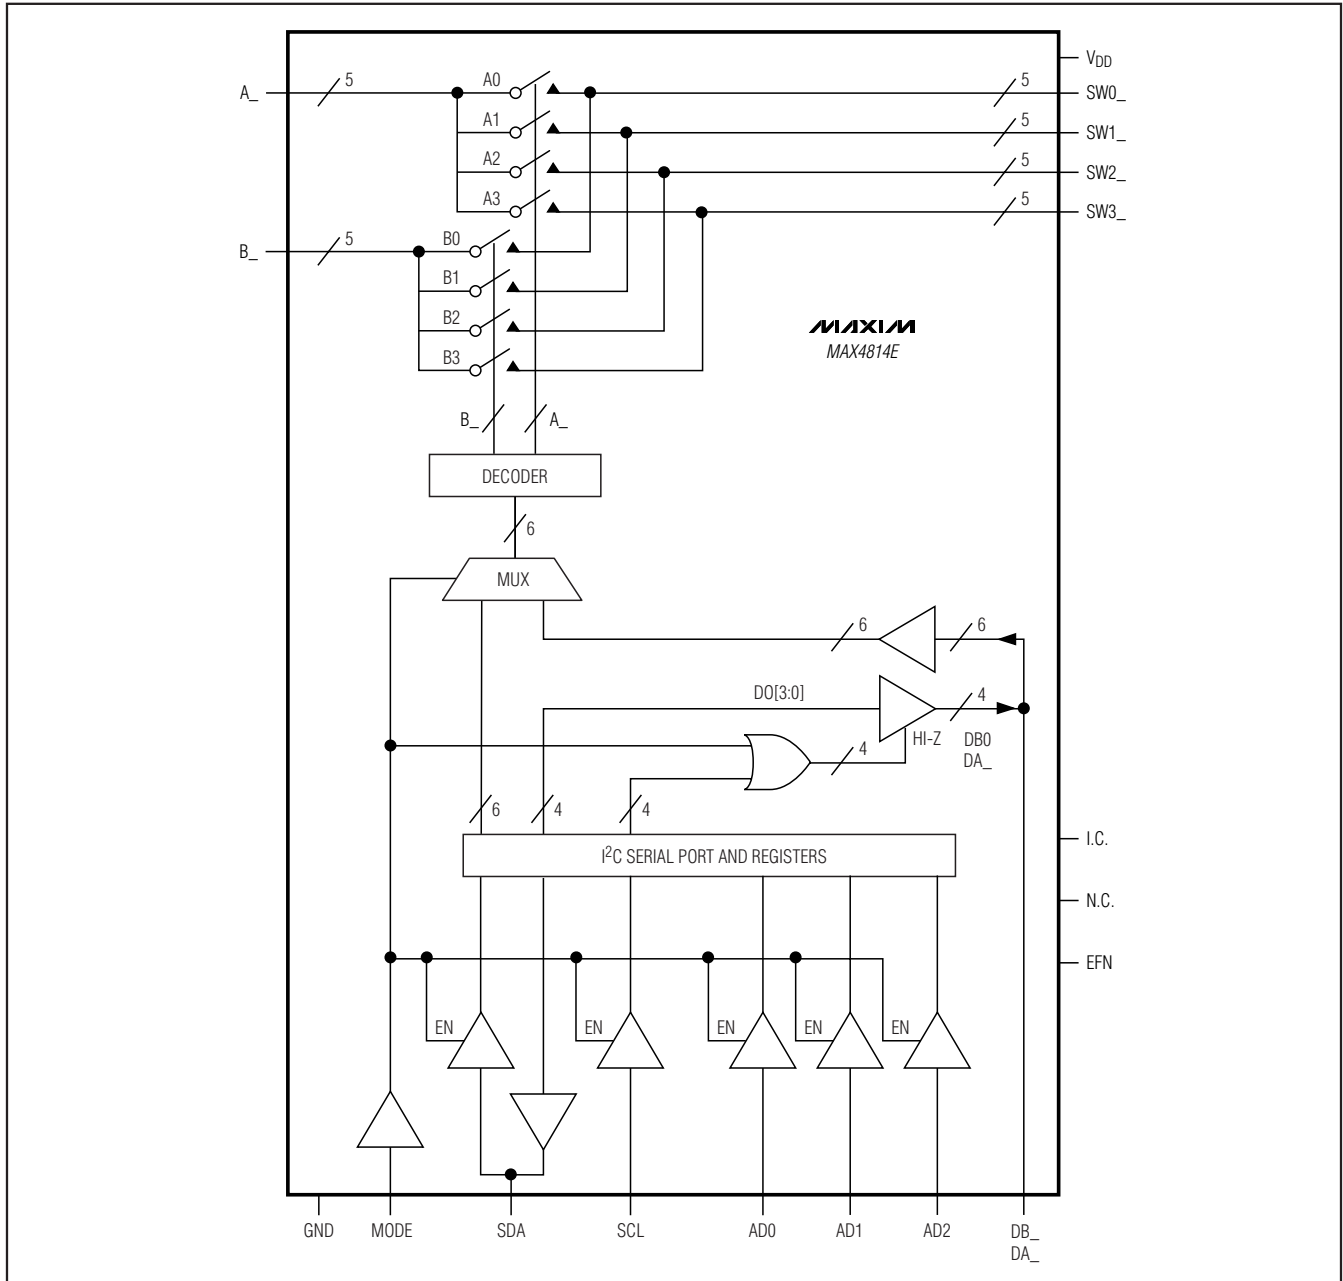 VDD
A_
5
A0
5
SW0_
A1
5
SW1_
A2
5
SW2_
A3
5
SW3_
B_
5
B0
B1
B2
B3
MAXIM
MAX4814E
B_
A_
DECODER
6
MUX
6
6
DO[3:0]
4
HI-Z
DB0
DA_
4
6
4
4
I²C SERIAL PORT AND REGISTERS
I.C.
N.C.
EFN
EN
EN
EN
EN
EN
GND
MODE
SDA
SCL
AD0
AD1
AD2
DB_
DA_